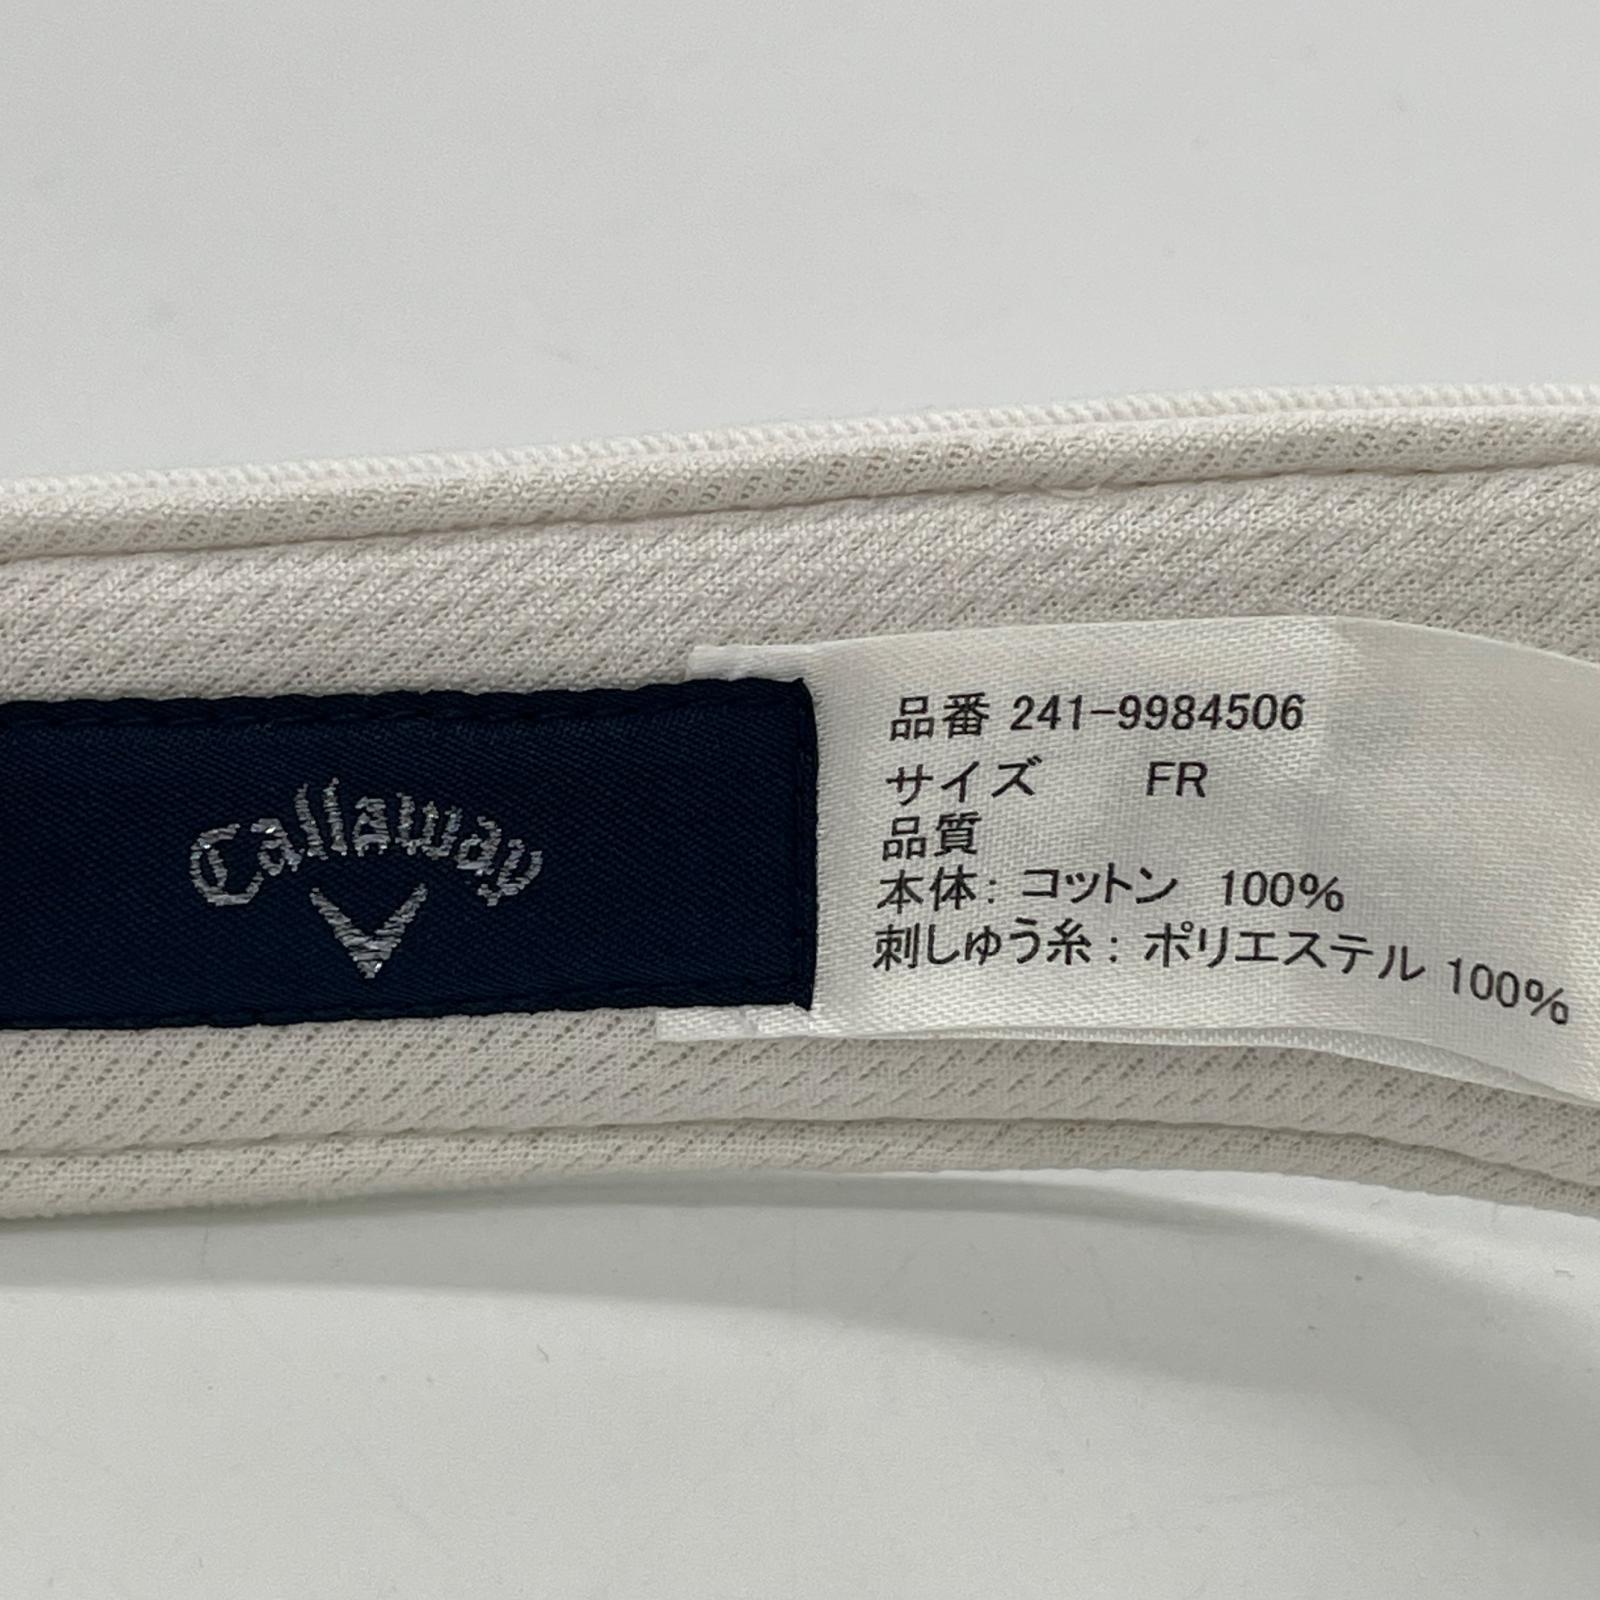 Callaway
品番 241-9984506
サイズ FR
品質
本体: コットン 100%
刺しゅう糸: ポリエステル 100%